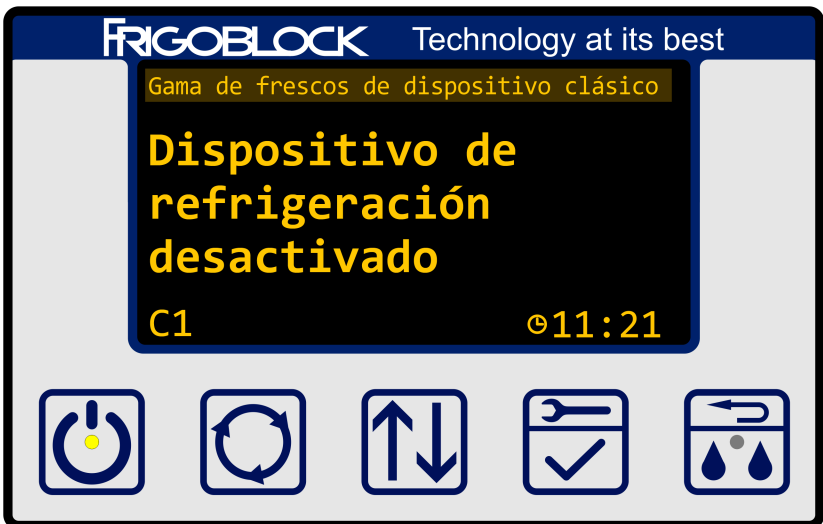 FRIGOBLOCK Technology at its best
Gama de frescos de dispositivo clásico
Dispositivo de
refrigeración
desactivado
C1 11:21